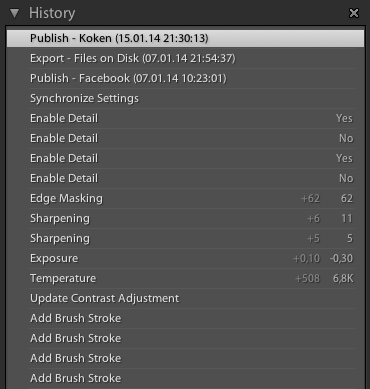 History
Publish - Koken (15.01.14 21:30:13)
Export - Files on Disk (07.01.14 21:54:37)
Publish - Facebook (07.01.14 10:23:01)
Synchronize Settings
Enable Detail Yes
Enable Detail No
Enable Detail Yes
Enable Detail No
Edge Masking +62 62
Sharpening +6 11
Sharpening +5 5
Exposure +0,10 -0,30
Temperature +508 6,8K
Update Contrast Adjustment
Add Brush Stroke
Add Brush Stroke
Add Brush Stroke
Add Brush Stroke